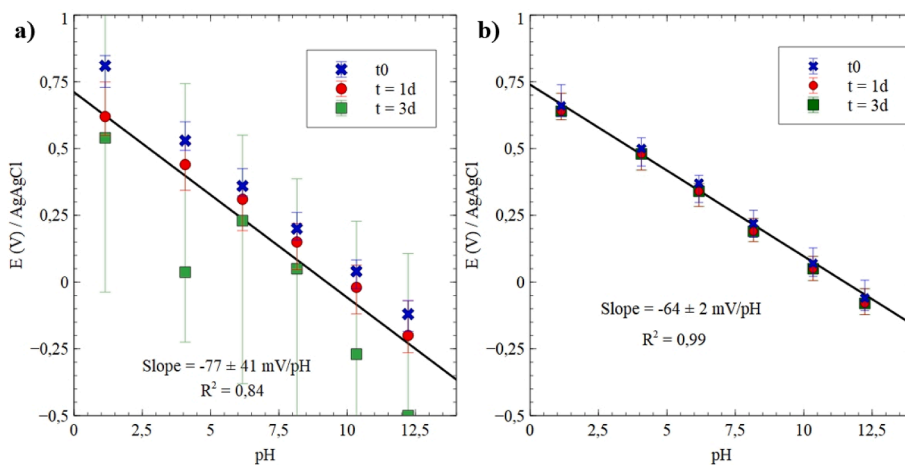 a)
1
0.75
0.5
0.25
0
−0.25
−0.5
E (V) / AgAgCl
t0
t = 1d
t = 3d
Slope = -77 ± 41 mV/pH
R² = 0,84
0
2,5
5
7,5
10
12,5
pH
b)
1
0.75
0.5
0.25
0
−0.25
−0.5
E (V) / AgAgCl
t0
t = 1d
t = 3d
Slope = -64 ± 2 mV/pH
R² = 0,99
0
2,5
5
7,5
10
12,5
pH